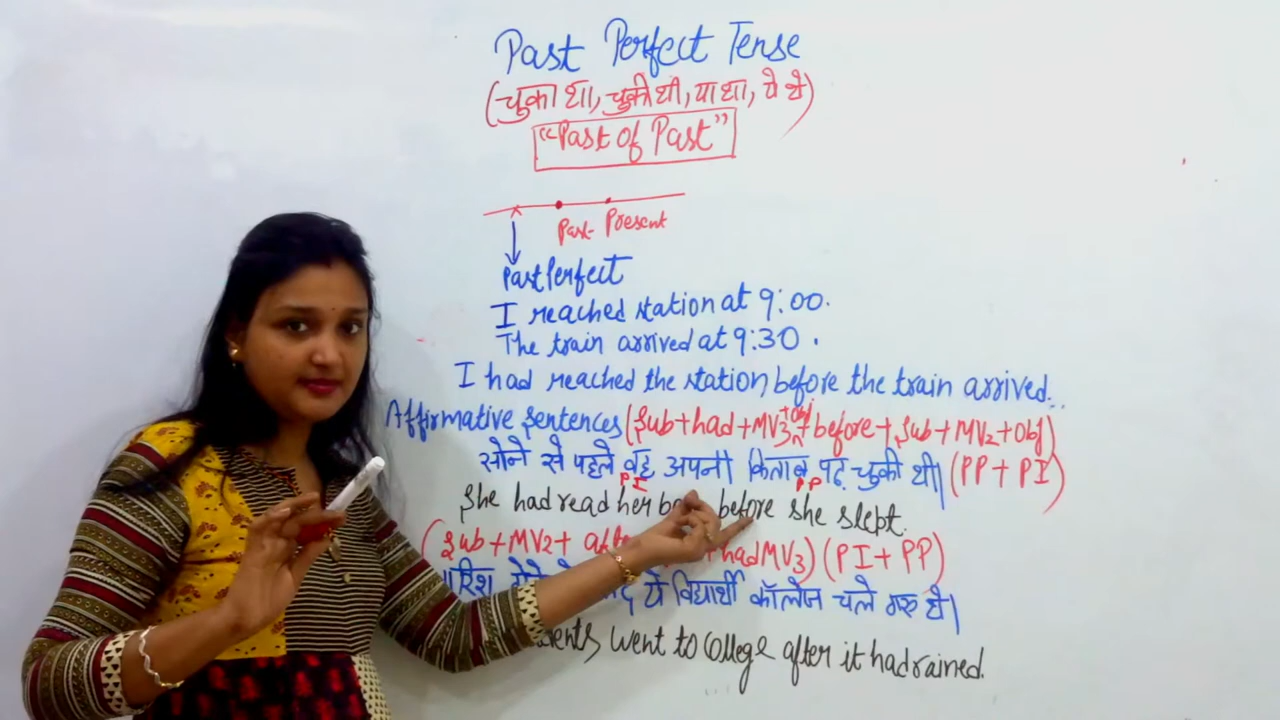 Past Perfect Tense
(चुका था, चुकी थी, या था, ये थे)
"Past of Past"
Past Present
Past Perfect
I reached station at 9:00.
The train arrived at 9:30.
I had reached the station before the train arrived..
Affirmative sentences (Sub+had+MV3+obj+before+Sub+MV2+obj)
सोने से पहले वह अपनी किताब पढ़ चुकी थी। (PP+PI)
PI PP
She had read her before she slept.
(Sub+MV2+ +hadMV3) (PI+PP)
ये विद्यार्थी कॉलेज चले गए थे।
went to College after it had rained.